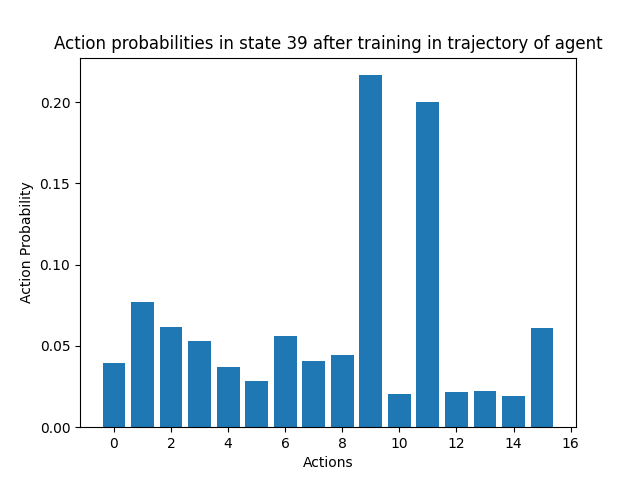 Action probabilities in state 39 after training in trajectory of agent
0.20
0.15
0.10
0.05
0.00
Action Probability
0 2 4 6 8 10 12 14 16
Actions